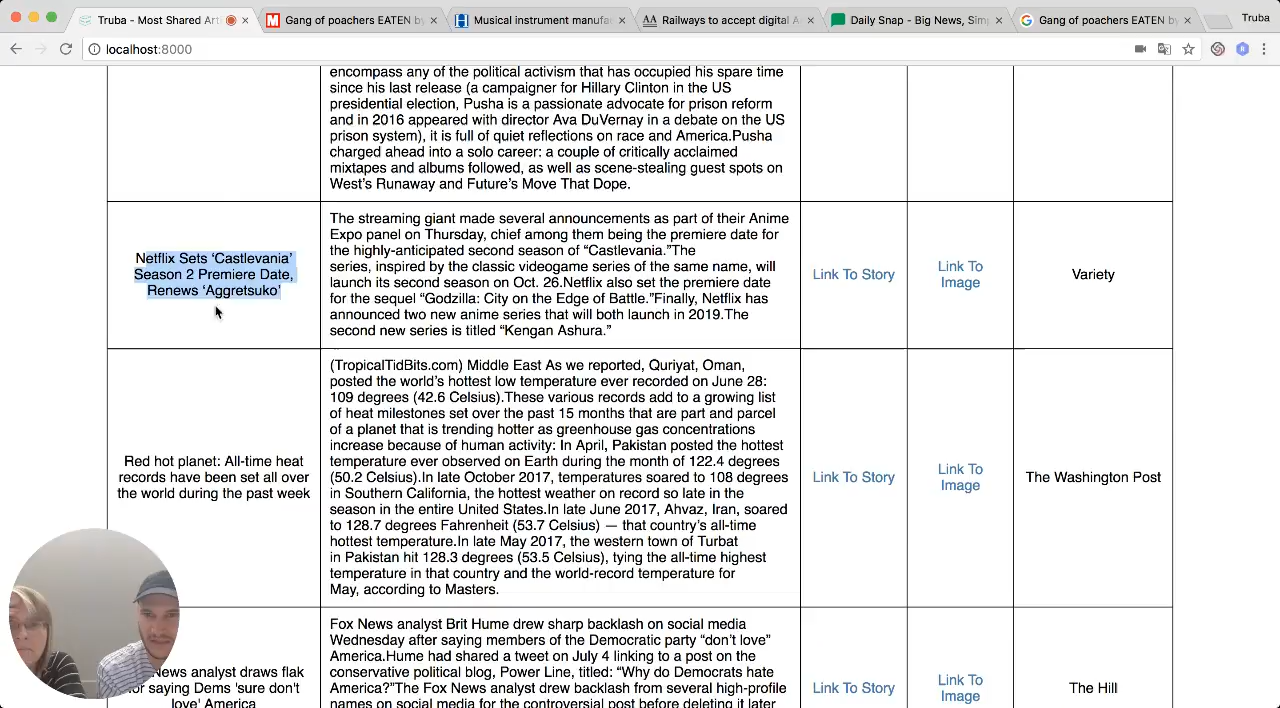 Truba - Most Shared Arti
Gang of poachers EATEN by
Musical instrument manufac
Railways to accept digital A
Daily Snap - Big News, Simp
Gang of poachers EATEN by
Truba
localhost:8000
encompass any of the political activism that has occupied his spare time
since his last release (a campaigner for Hillary Clinton in the US
presidential election, Pusha is a passionate advocate for prison reform
and in 2016 appeared with director Ava DuVernay in a debate on the US
prison system), it is full of quiet reflections on race and America.Pusha
charged ahead into a solo career: a couple of critically acclaimed
mixtapes and albums followed, as well as scene-stealing guest spots on
West's Runaway and Future's Move That Dope.
Netflix Sets ‘Castlevania’
Season 2 Premiere Date,
Renews ‘Aggretsuko’
The streaming giant made several announcements as part of their Anime
Expo panel on Thursday, chief among them being the premiere date for
the highly-anticipated second season of “Castlevania.”The
series, inspired by the classic videogame series of the same name, will
launch its second season on Oct. 26.Netflix also set the premiere date
for the sequel “Godzilla: City on the Edge of Battle.”Finally, Netflix has
announced two new anime series that will both launch in 2019.The
second new series is titled “Kengan Ashura.”
Link To Story
Link To
Image
Variety
Red hot planet: All-time heat
records have been set all over
the world during the past week
(TropicalTidBits.com) Middle East As we reported, Quriyat, Oman,
posted the world’s hottest low temperature ever recorded on June 28:
109 degrees (42.6 Celsius).These various records add to a growing list
of heat milestones set over the past 15 months that are part and parcel
of a planet that is trending hotter as greenhouse gas concentrations
increase because of human activity: In April, Pakistan posted the hottest
temperature ever observed on Earth during the month of 122.4 degrees
(50.2 Celsius).In late October 2017, temperatures soared to 108 degrees
in Southern California, the hottest weather on record so late in the
season in the entire United States.In late June 2017, Ahvaz, Iran, soared
to 128.7 degrees Fahrenheit (53.7 Celsius) — that country’s all-time
hottest temperature.In late May 2017, the western town of Turbat
in Pakistan hit 128.3 degrees (53.5 Celsius), tying the all-time highest
temperature in that country and the world-record temperature for
May, according to Masters.
Link To Story
Link To
Image
The Washington Post
News analyst draws flak
for saying Dems 'sure don't
love' America
Fox News analyst Brit Hume drew sharp backlash on social media
Wednesday after saying members of the Democratic party “don’t love”
America.Hume had shared a tweet on July 4 linking to a post on the
conservative political blog, Power Line, titled: “Why do Democrats hate
America?”The Fox News analyst drew backlash from several high-profile
names on social media for the controversial post before deleting it later
Link To Story
Link To
Image
The Hill